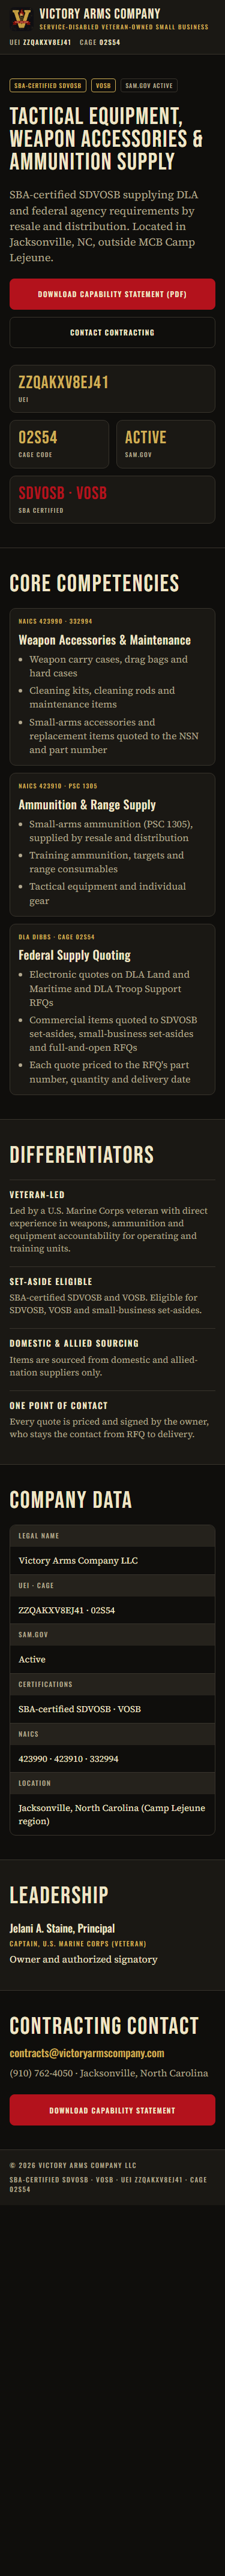 VICTORY ARMS COMPANY
SERVICE-DISABLED VETERAN-OWNED SMALL BUSINESS
UEI ZZQAKXV8EJ41 CAGE 02S54
SBA-CERTIFIED SDVOSB VOSB SAM.GOV ACTIVE
TACTICAL EQUIPMENT,
WEAPON ACCESSORIES &
AMMUNITION SUPPLY
SBA-certified SDVOSB supplying DLA
and federal agency requirements by
resale and distribution. Located in
Jacksonville, NC, outside MCB Camp
Lejeune.
DOWNLOAD CAPABILITY STATEMENT (PDF)
CONTACT CONTRACTING
ZZQAKXV8EJ41
UEI
02S54
CAGE CODE
ACTIVE
SAM.GOV
SDVOSB · VOSB
SBA CERTIFIED
CORE COMPETENCIES
NAICS 423990 · 332994
Weapon Accessories & Maintenance
• Weapon carry cases, drag bags and
hard cases
• Cleaning kits, cleaning rods and
maintenance items
• Small-arms accessories and
replacement items quoted to the NSN
and part number
NAICS 423910 · PSC 1305
Ammunition & Range Supply
• Small-arms ammunition (PSC 1305),
supplied by resale and distribution
• Training ammunition, targets and
range consumables
• Tactical equipment and individual
gear
DLA DIBBS · CAGE 02S54
Federal Supply Quoting
• Electronic quotes on DLA Land and
Maritime and DLA Troop Support
RFQs
• Commercial items quoted to SDVOSB
set-asides, small-business set-asides
and full-and-open RFQs
• Each quote priced to the RFQ's part
number, quantity and delivery date
DIFFERENTIATORS
VETERAN-LED
Led by a U.S. Marine Corps veteran with direct
experience in weapons, ammunition and
equipment accountability for operating and
training units.
SET-ASIDE ELIGIBLE
SBA-certified SDVOSB and VOSB. Eligible for
SDVOSB, VOSB and small-business set-asides.
DOMESTIC & ALLIED SOURCING
Items are sourced from domestic and allied-
nation suppliers only.
ONE POINT OF CONTACT
Every quote is priced and signed by the owner,
who stays the contact from RFQ to delivery.
COMPANY DATA
LEGAL NAME
Victory Arms Company LLC
UEI · CAGE
ZZQAKXV8EJ41 · 02S54
SAM.GOV
Active
CERTIFICATIONS
SBA-certified SDVOSB · VOSB
NAICS
423990 · 423910 · 332994
LOCATION
Jacksonville, North Carolina (Camp Lejeune
region)
LEADERSHIP
Jelani A. Staine, Principal
CAPTAIN, U.S. MARINE CORPS (VETERAN)
Owner and authorized signatory
CONTRACTING CONTACT
contracts@victoryarmscompany.com
(910) 762-4050 · Jacksonville, North Carolina
DOWNLOAD CAPABILITY STATEMENT
© 2026 VICTORY ARMS COMPANY LLC
SBA-CERTIFIED SDVOSB · VOSB · UEI ZZQAKXV8EJ41 · CAGE
02S54